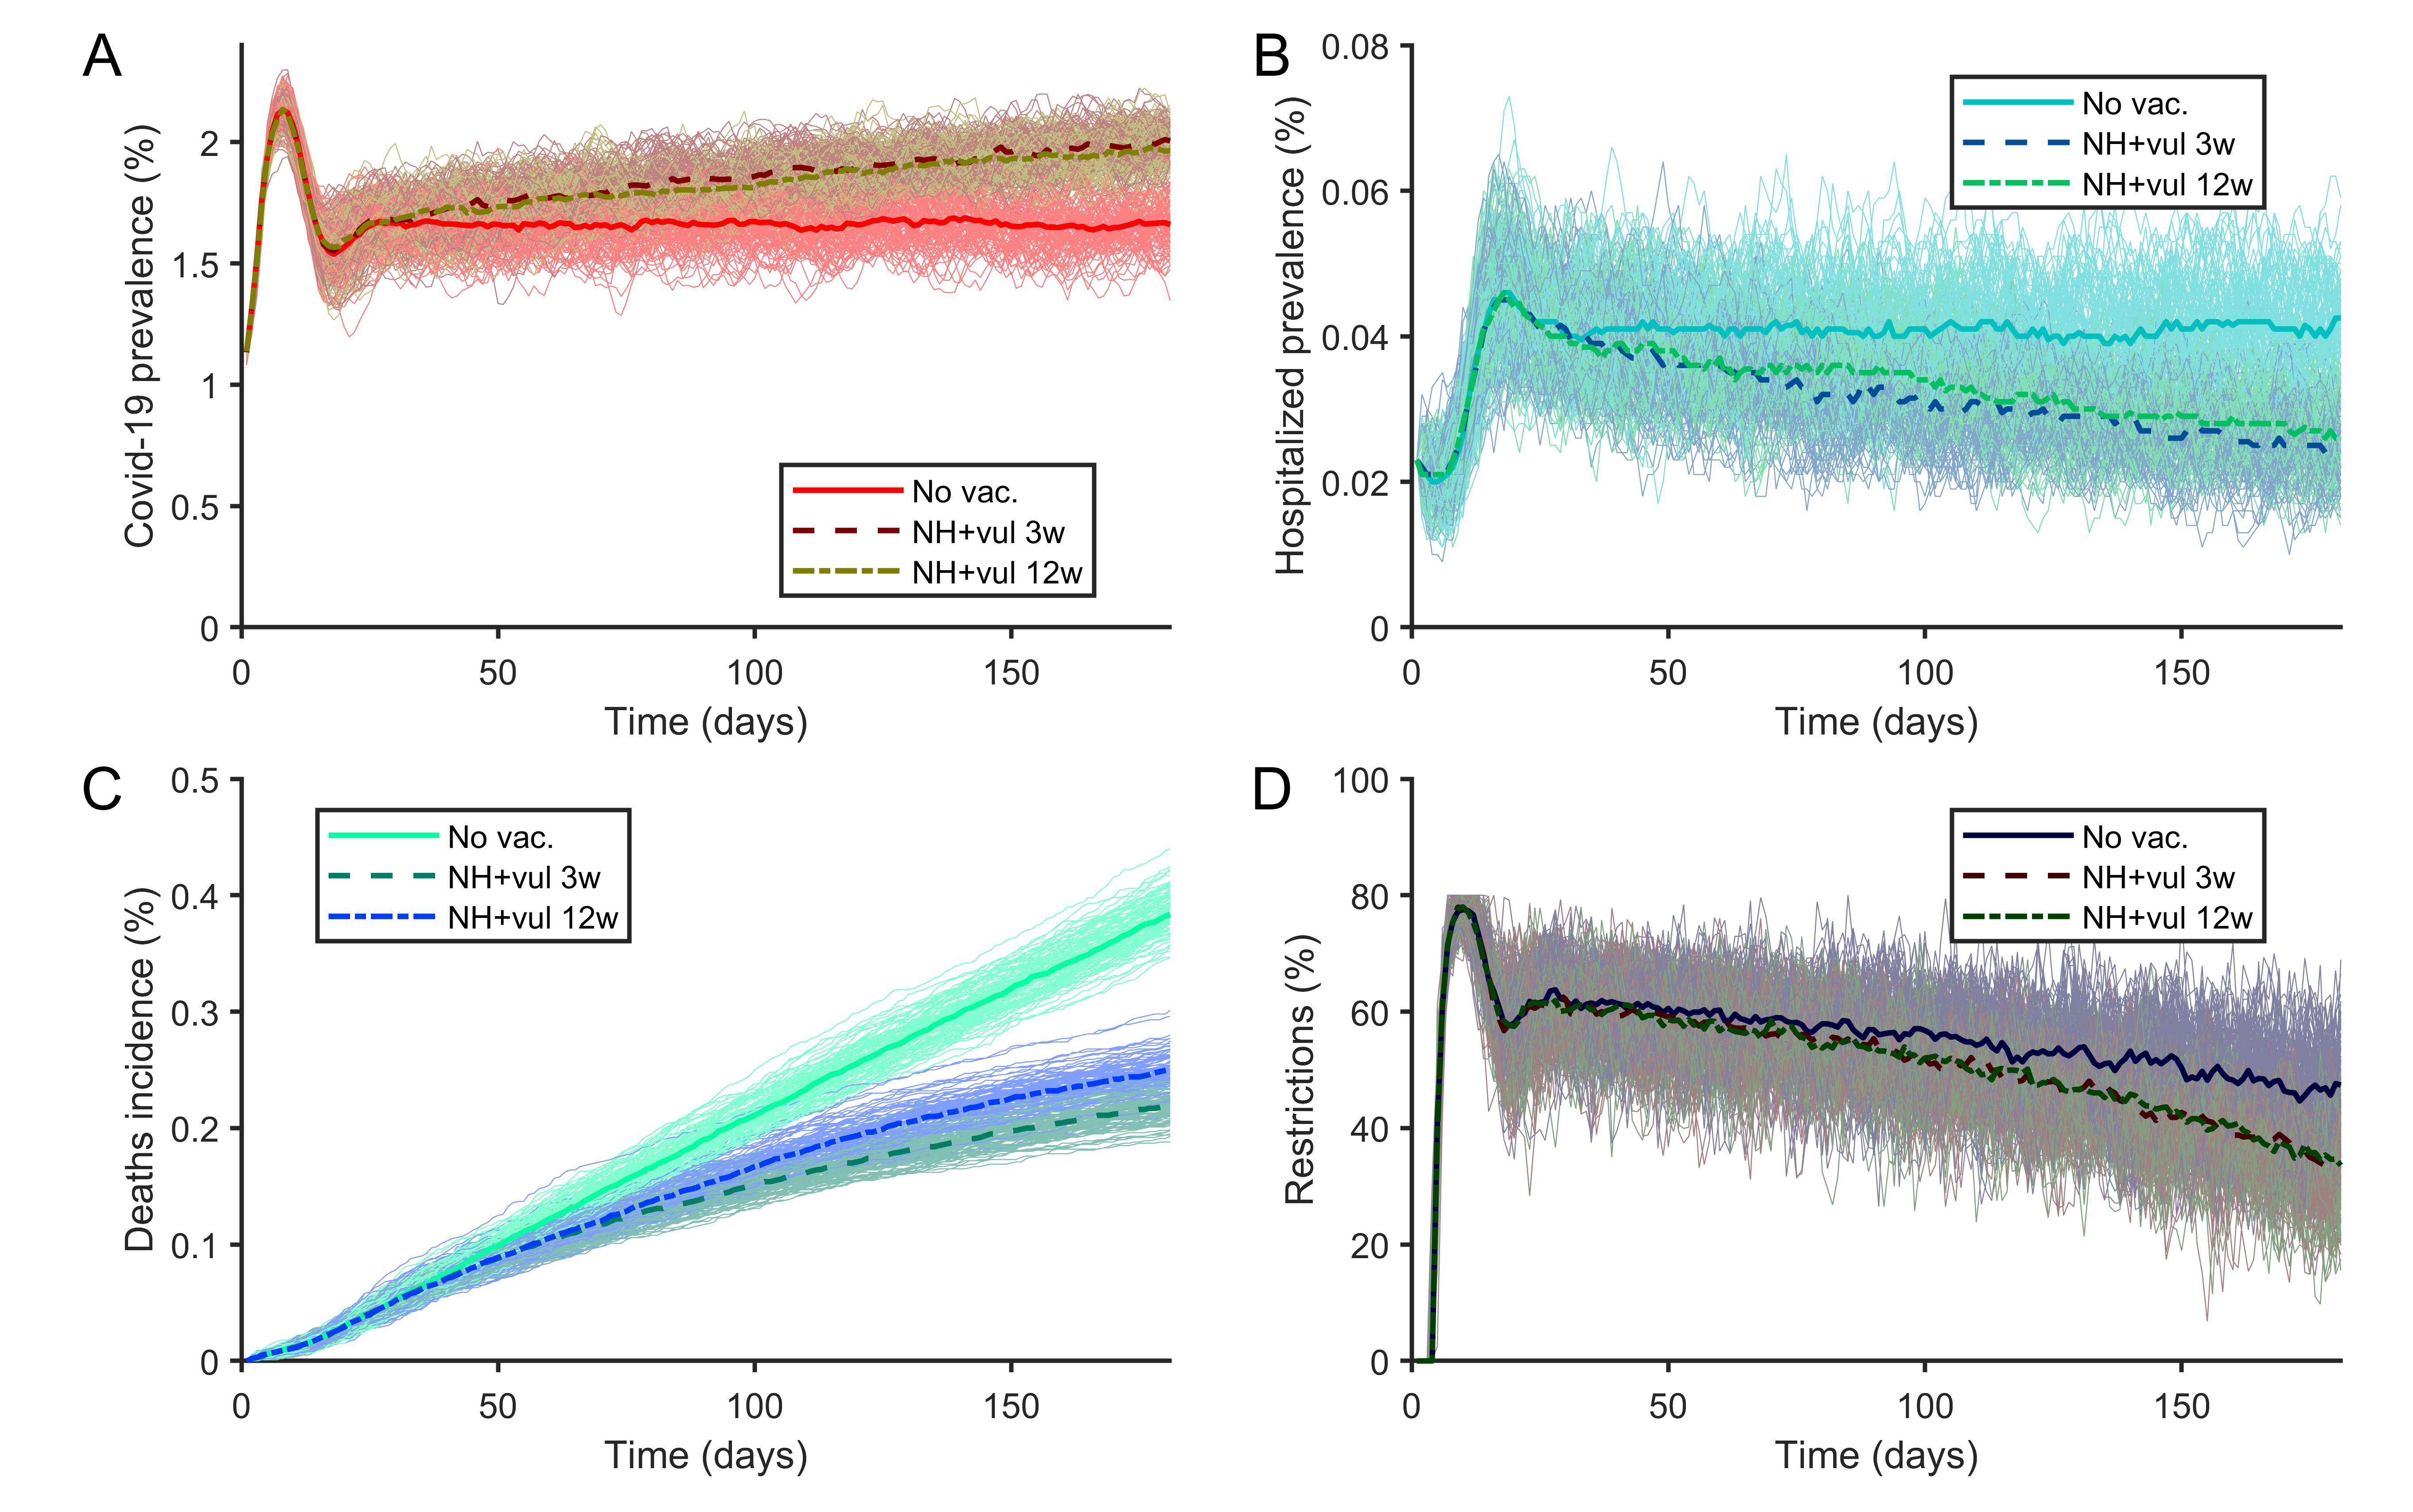 A
Covid-19 prevalence (%)
2
1.5
1
0.5
0
0 50 100 150
Time (days)
No vac.
NH+vul 3w
NH+vul 12w
B
Hospitalized prevalence (%)
0.08
0.06
0.04
0.02
0
0 50 100 150
Time (days)
No vac.
NH+vul 3w
NH+vul 12w
C
Deaths incidence (%)
0.5
0.4
0.3
0.2
0.1
0
0 50 100 150
Time (days)
No vac.
NH+vul 3w
NH+vul 12w
D
Restrictions (%)
100
80
60
40
20
0
0 50 100 150
Time (days)
No vac.
NH+vul 3w
NH+vul 12w